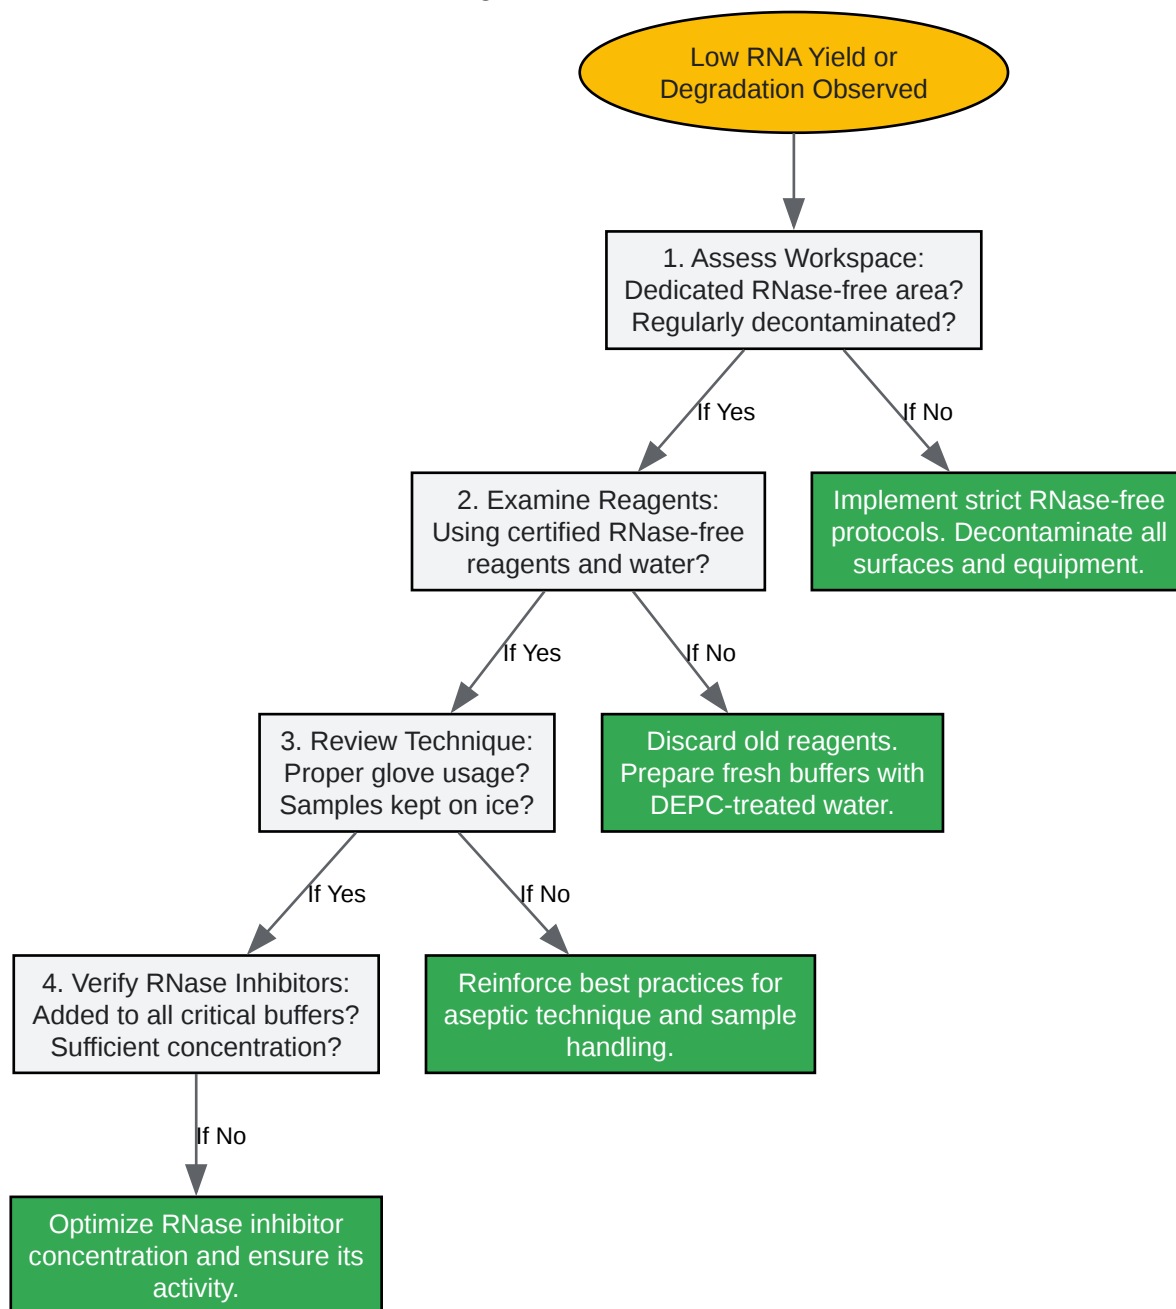 Low RNA Yield or
Degradation Observed
1. Assess Workspace:
Dedicated RNase-free area?
Regularly decontaminated?
If Yes
If No
2. Examine Reagents:
Using certified RNase-free
reagents and water?
Implement strict RNase-free
protocols. Decontaminate all
surfaces and equipment.
If Yes
If No
3. Review Technique:
Proper glove usage?
Samples kept on ice?
Discard old reagents.
Prepare fresh buffers with
DEPC-treated water.
If Yes
If No
4. Verify RNase Inhibitors:
Added to all critical buffers?
Sufficient concentration?
Reinforce best practices for
aseptic technique and sample
handling.
If No
Optimize RNase inhibitor
concentration and ensure its
activity.